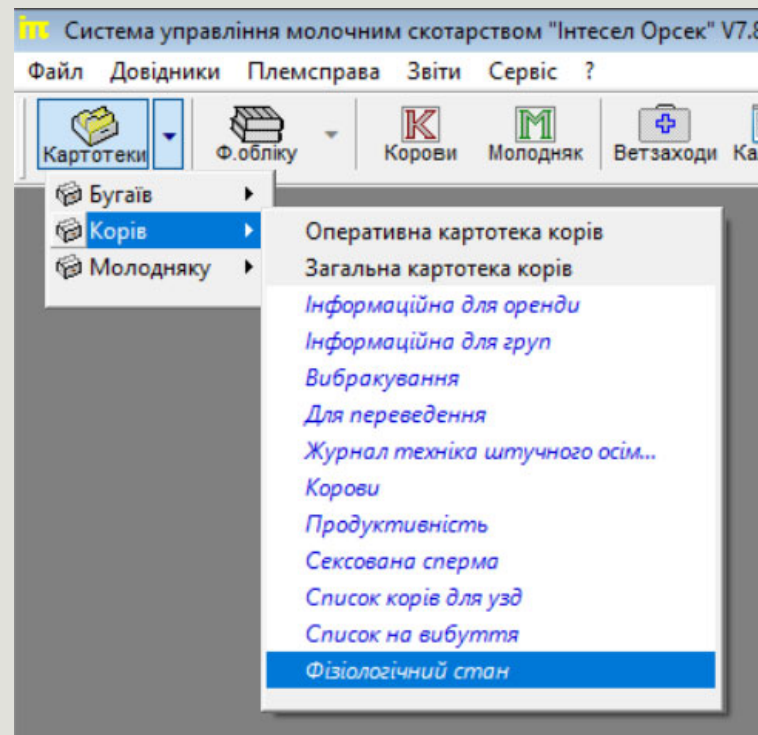 іпс Система управління молочним скотарством "Інтесел Орсек" V7.8
Файл Довідники Племсправа Звіти Сервіс ?
Картотеки Ф.обліку Корови Молодняк Ветзаходи Ка
Бугаїв
Корів
Молодняку
Оперативна картотека корів
Загальна картотека корів
Інформаційна для оренди
Інформаційна для груп
Вибракування
Для переведення
Журнал техніка штучного осім...
Корови
Продуктивність
Сексована сперма
Список корів для узд
Список на вибуття
Фізіологічний стан